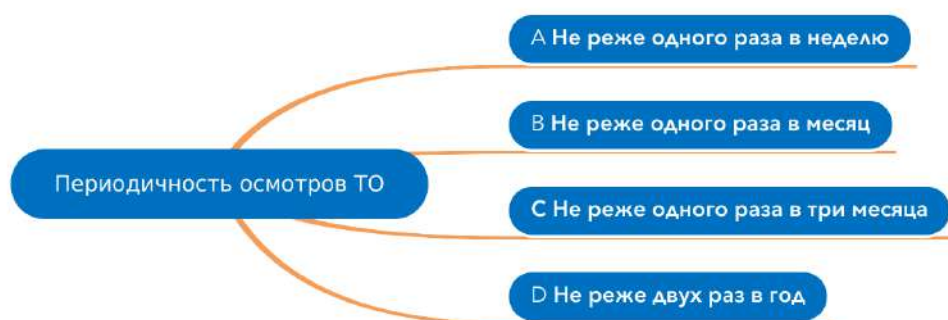 A Не реже одного раза в неделю
B Не реже одного раза в месяц
Периодичность осмотров ТО
C Не реже одного раза в три месяца
D Не реже двух раз в год